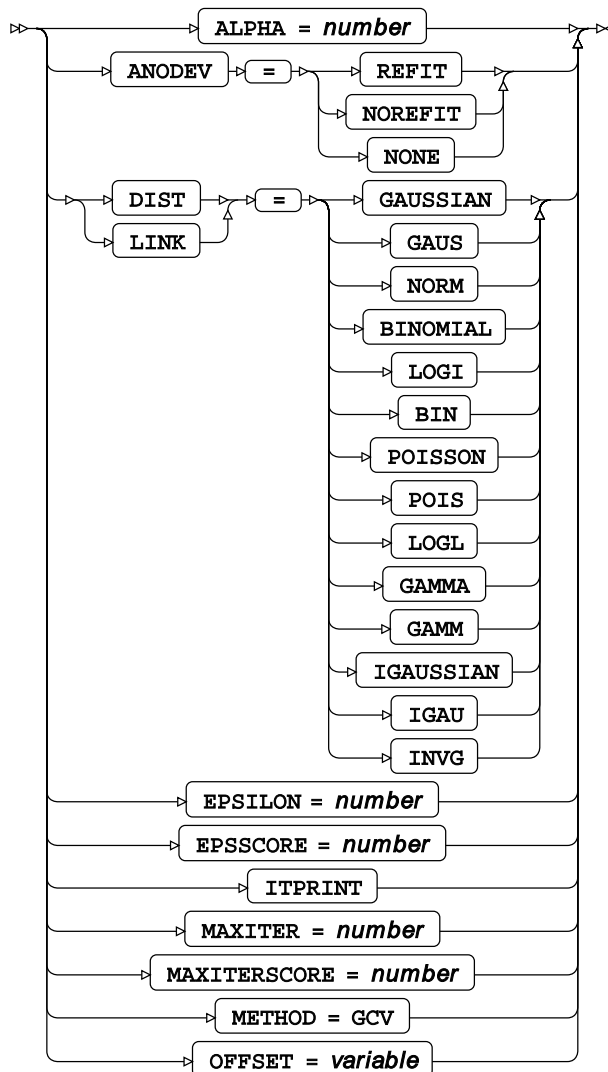 ALPHA = number
ANODEV = REFIT
NOREFIT
NONE
DIST = GAUSSIAN
LINK GAUS
NORM
BINOMIAL
LOGI
BIN
POISSON
POIS
LOGL
GAMMA
GAMM
IGAUSSIAN
IGAU
INVG
EPSILON = number
EPSSCORE = number
ITPRINT
MAXITER = number
MAXITERSCORE = number
METHOD = GCV
OFFSET = variable